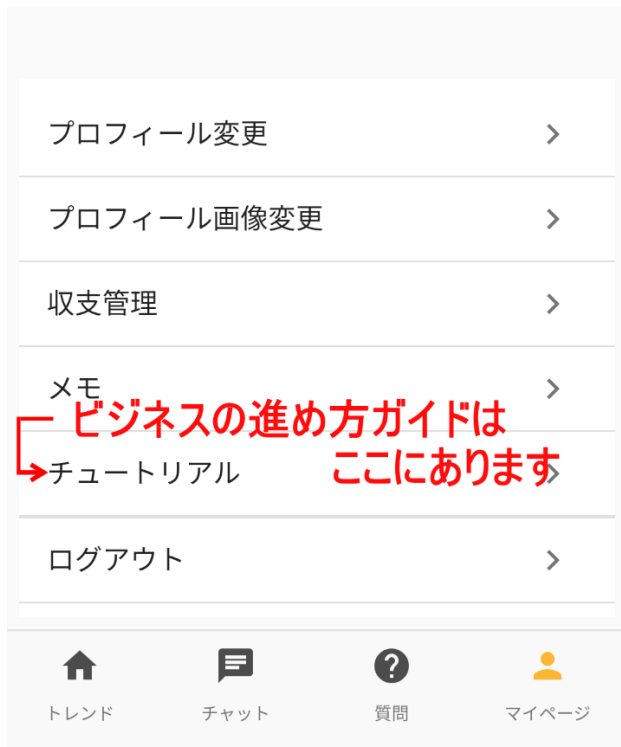 プロフィール変更
プロフィール画像変更
収支管理
メモ
ビジネスの進め方ガイドは
ここにあります
チュートリアル
ログアウト
トレンド
チャット
質問
マイページ